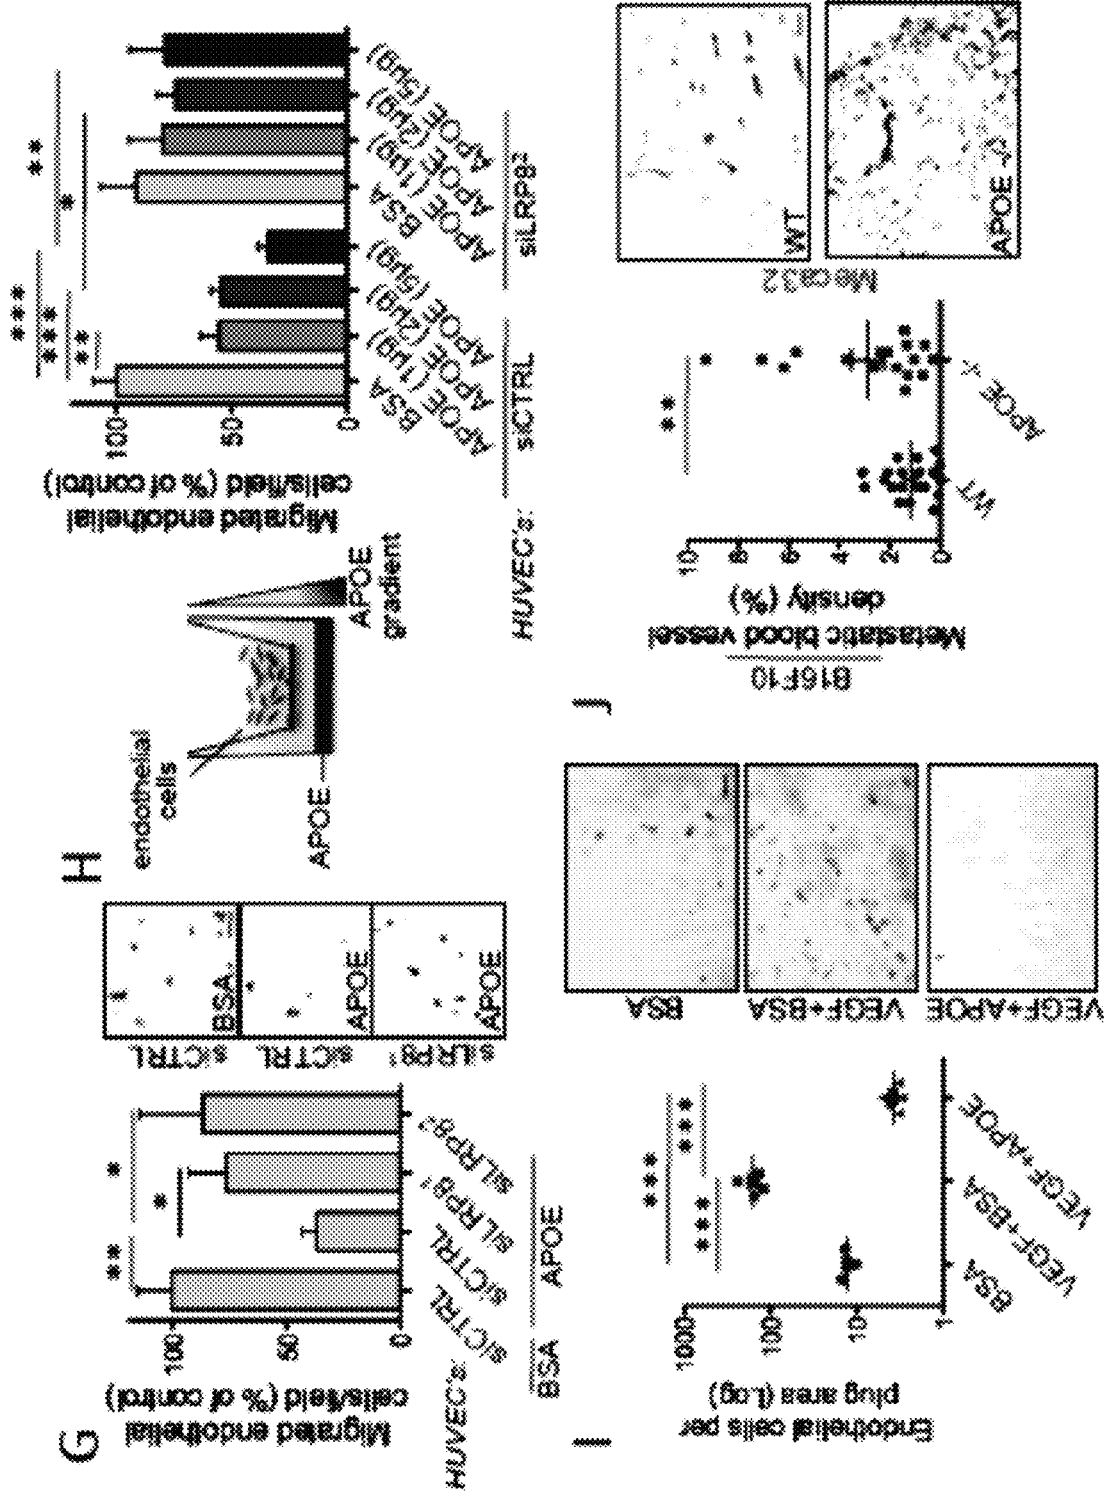 G
Migrated endothelial
cells/field (% of control)
100
50
0
**
*
*
siCTRL
siCTRL
siLRP8¹
siLRP8²
HUVEC's:
BSA
APOE
siCTRL
BSA
siCTRL
APOE
siLRP8¹
APOE
H
endothelial
cells
APOE
APOE
gradient
Migrated endothelial
cells/field (% of control)
100
50
0
***
***
**
**
*
BSA
APOE (1µg)
APOE (2µg)
APOE (5µg)
BSA
APOE (1µg)
APOE (2µg)
APOE (5µg)
HUVEC's:
siCTRL
siLRP8²
I
Endothelial cells per
plug area (Log)
1000
100
10
1
***
***
***
BSA
VEGF+BSA
VEGF+APOE
BSA
VEGF+BSA
VEGF+APOE
J
B16F10
Metastatic blood vessel
density (%)
10
8
6
4
2
0
**
WT
APOE -/-
Meca32
WT
APOE -/-